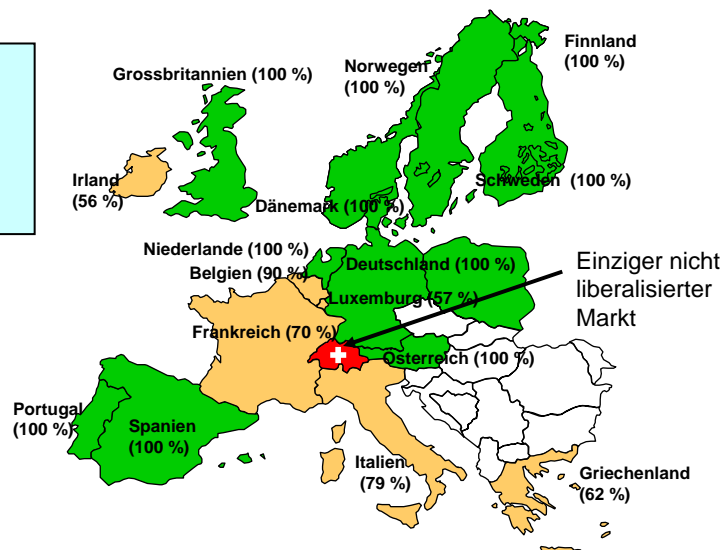 Finnland
(100 %)
Grossbritannien (100 %)
Norwegen
(100 %)
Irland
(56 %)
Schweden (100 %)
Dänemark (100 %)
Niederlande (100 %)
Belgien (90 %)
Deutschland (100 %)
Einziger nicht
liberalisierter
Markt
Luxemburg (57 %)
Frankreich (70 %)
Österreich (100 %)
Portugal
(100 %)
Spanien
(100 %)
Italien
(79 %)
Griechenland
(62 %)